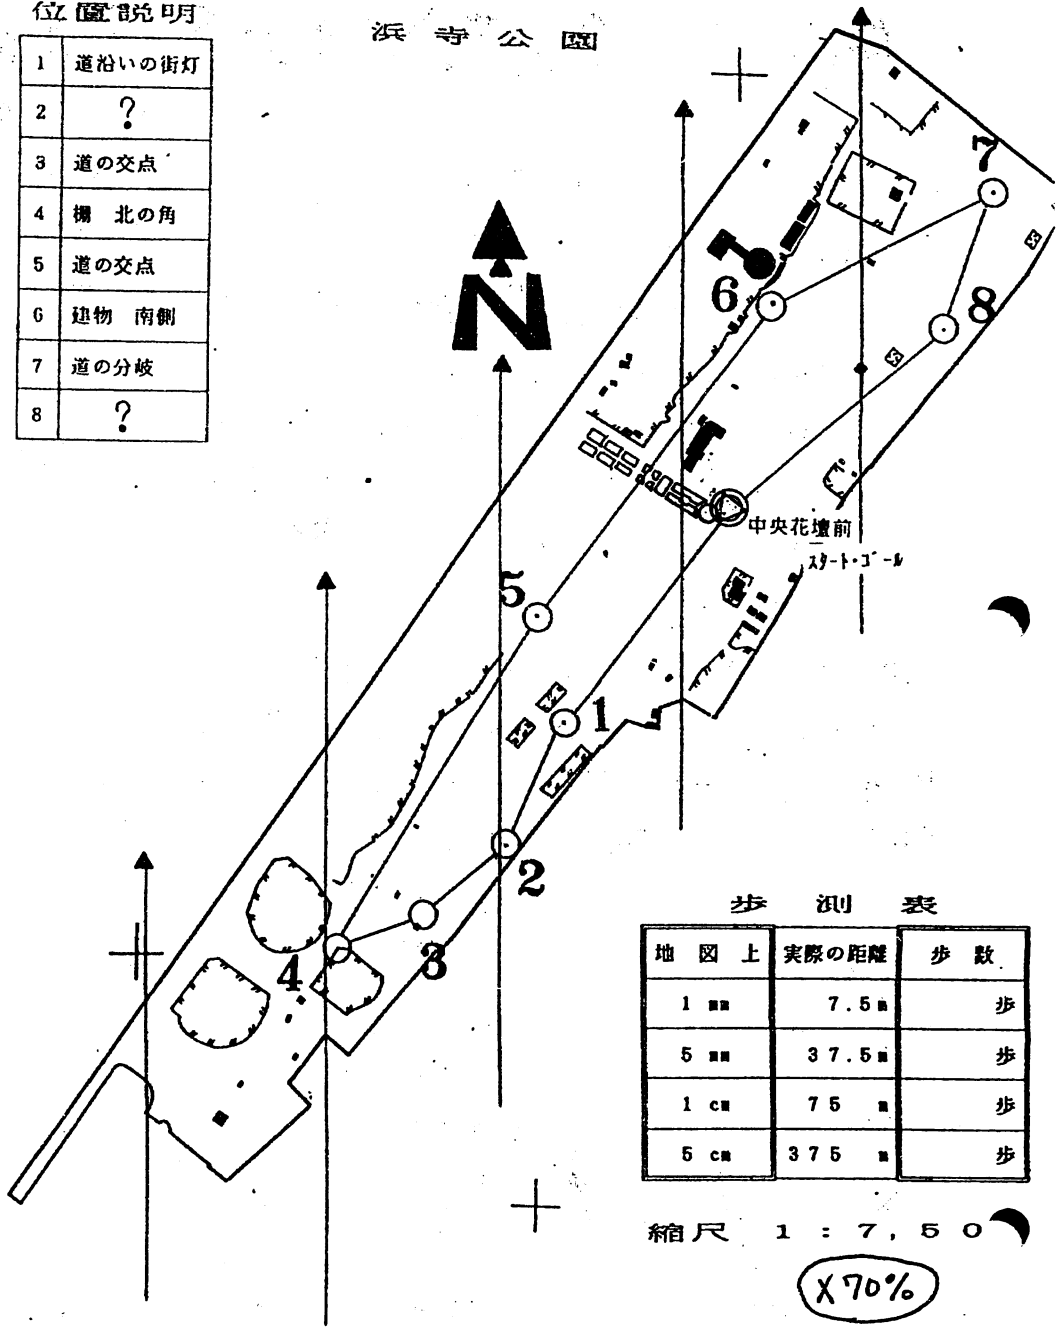 位置説明
1 道沿いの街灯
2 ?
3 道の交点
4 柵 北の角
5 道の交点
6 建物 南側
7 道の分岐
8 ?
浜寺公園
N
7
6
8
中央花壇前
スタート・ゴール
5
1
2
3
4
歩測表
地図上 実際の距離 歩数
1 mm 7.5m 歩
5 mm 37.5m 歩
1 cm 75 m 歩
5 cm 375 m 歩
縮尺 1:7,50
X70%